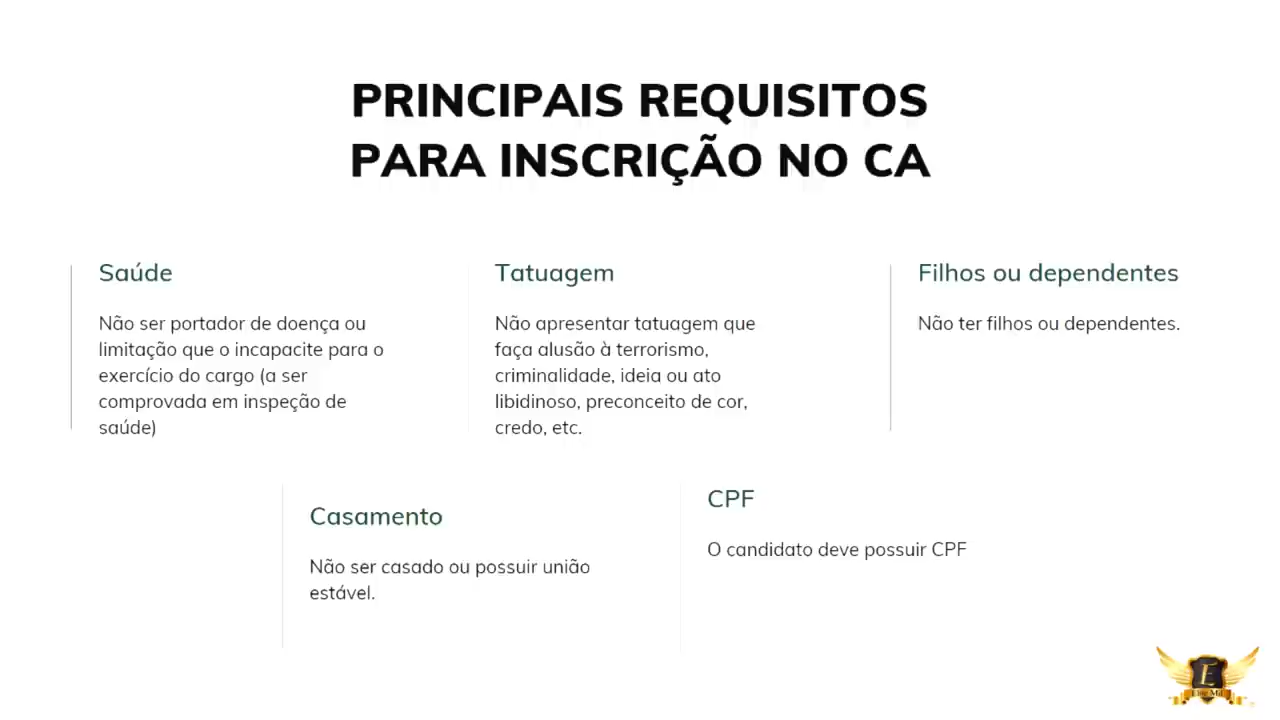 PRINCIPAIS REQUISITOS
PARA INSCRIÇÃO NO CA
Saúde
Não ser portador de doença ou
limitação que o incapacite para o
exercício do cargo (a ser
comprovada em inspeção de
saúde)
Tatuagem
Não apresentar tatuagem que
faça alusão à terrorismo,
criminalidade, ideia ou ato
libidinoso, preconceito de cor,
credo, etc.
Filhos ou dependentes
Não ter filhos ou dependentes.
Casamento
Não ser casado ou possuir união
estável.
CPF
O candidato deve possuir CPF
E
Elite Mil